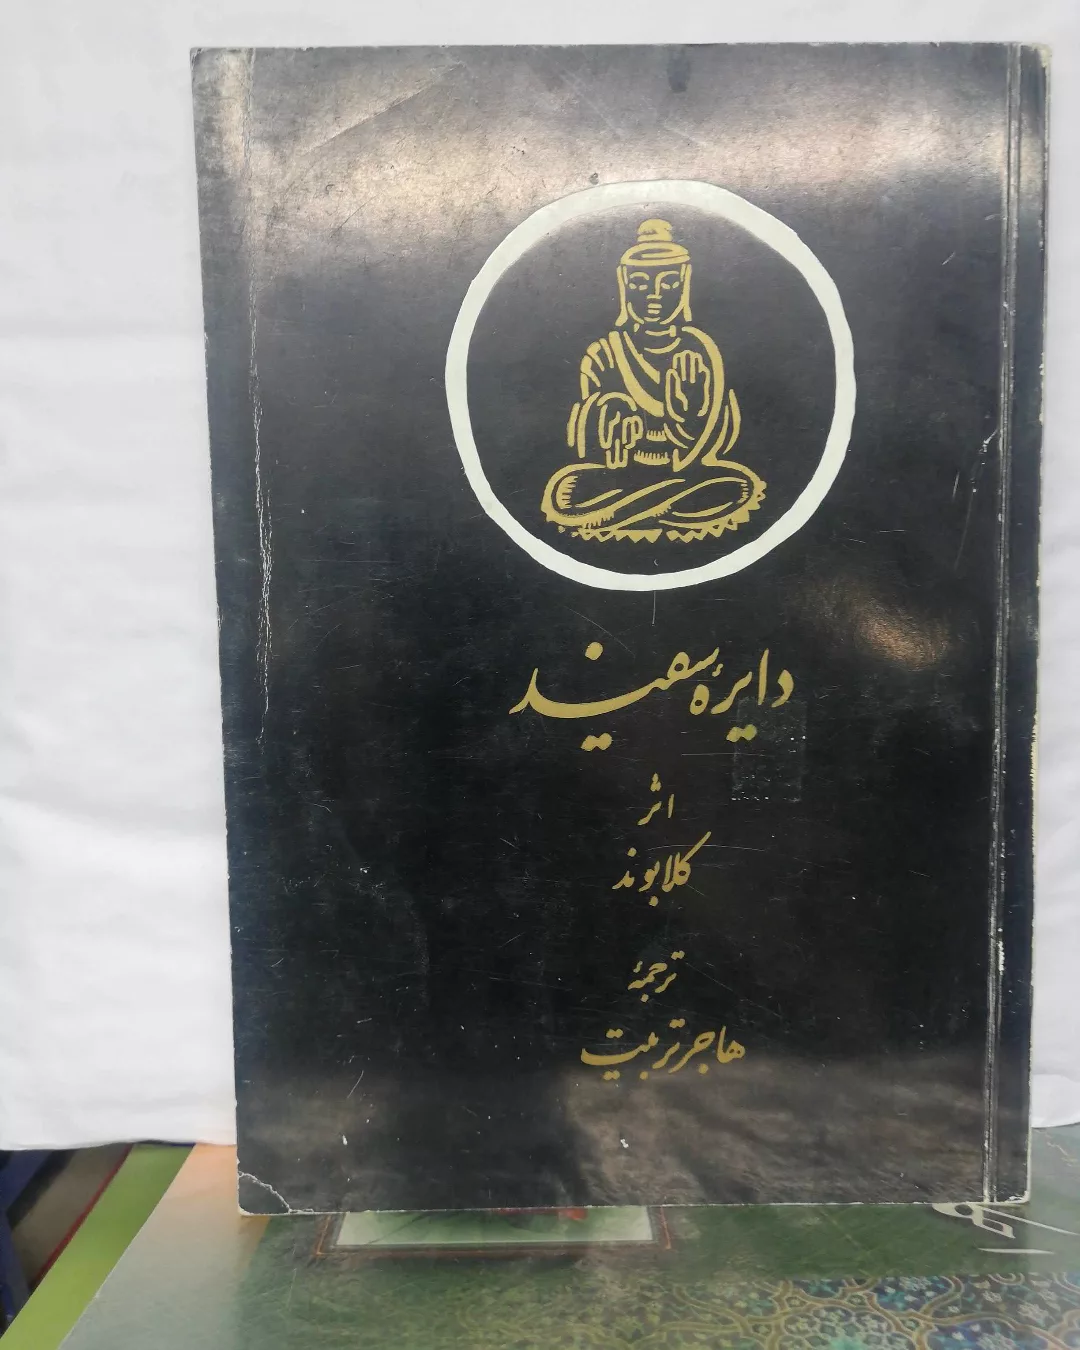 دایرهٔ سفید
اثر
کلابوند
ترجمهٔ
هاجر تربیت